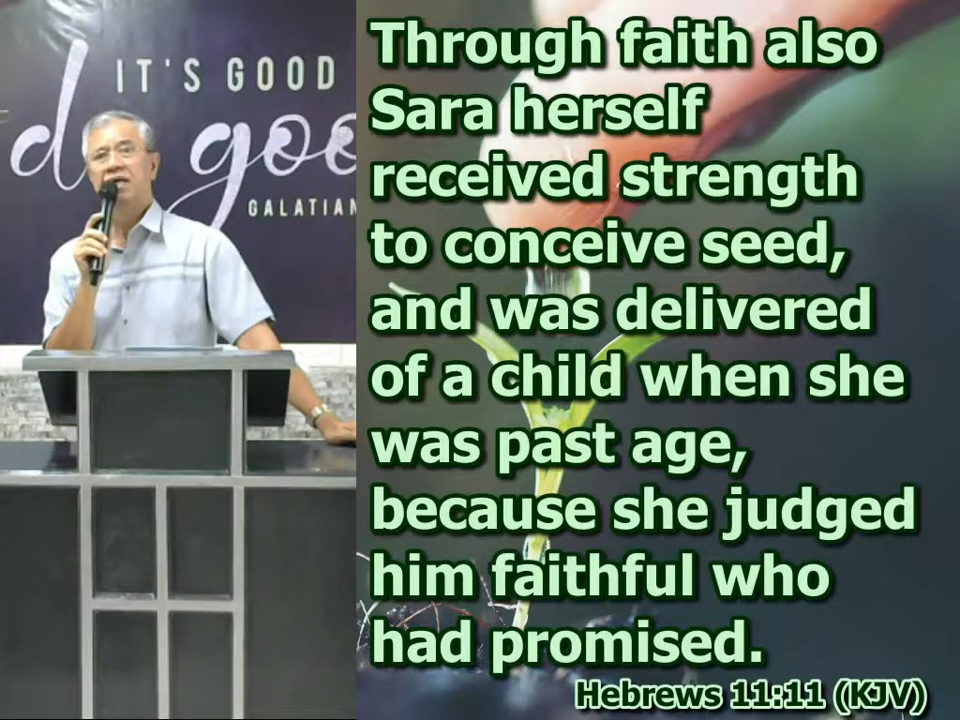 IT'S GOOD
d goo
GALATIAN
Through faith also
Sara herself
received strength
to conceive seed,
and was delivered
of a child when she
was past age,
because she judged
him faithful who
had promised.
Hebrews 11:11 (KJV)